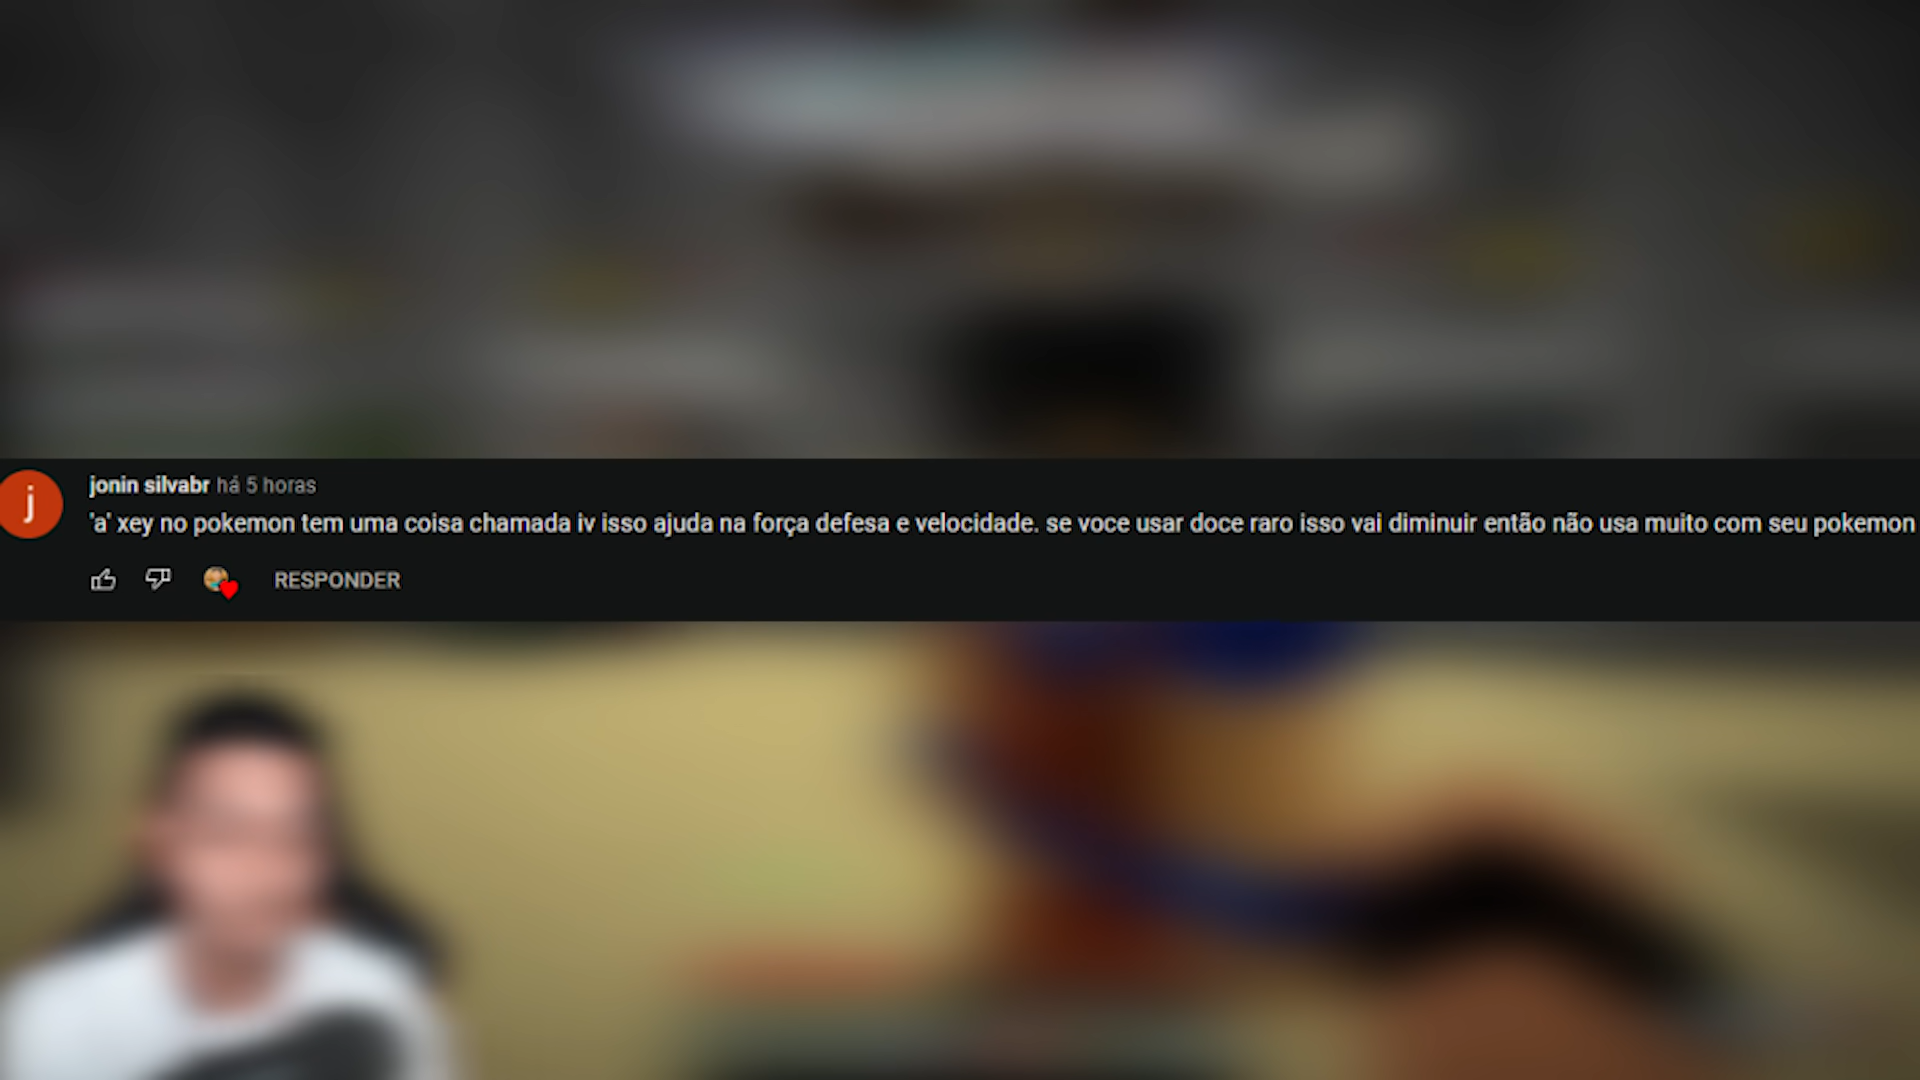 j
jonin silvabr há 5 horas
'a' xey no pokemon tem uma coisa chamada iv isso ajuda na força defesa e velocidade. se voce usar doce raro isso vai diminuir então não usa muito com seu pokemon
RESPONDER